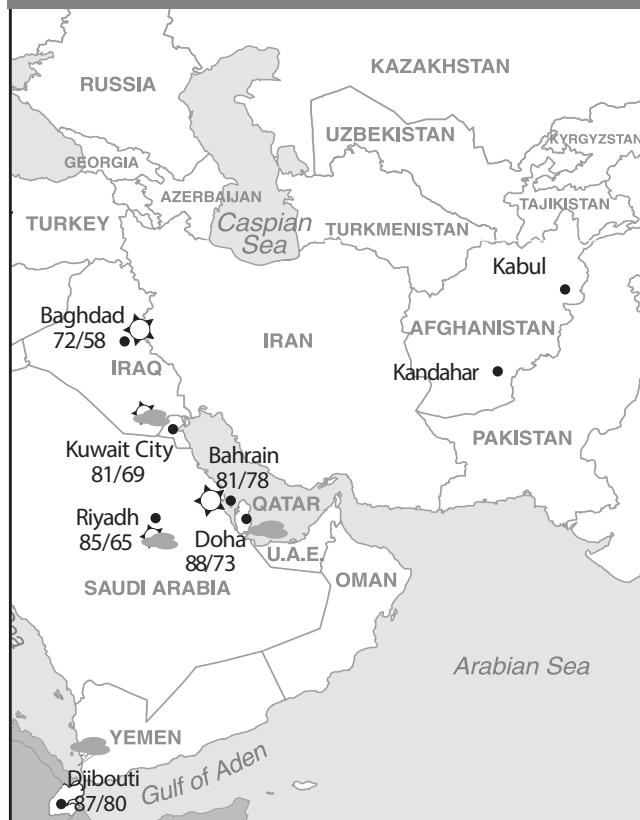 KAZAKHSTAN
RUSSIA
UZBEKISTAN
KYRGYZSTAN
GEORGIA
AZERBAIJAN
TAJIKISTAN
TURKEY
Caspian
Sea
TURKMENISTAN
Kabul
Baghdad
72/58
IRAN
AFGHANISTAN
IRAQ
Kandahar
PAKISTAN
Kuwait City
81/69
Bahrain
81/78
QATAR
Riyadh
85/65
Doha
88/73
U.A.E.
OMAN
SAUDI ARABIA
Arabian Sea
YEMEN
Djibouti
87/80
Gulf of Aden